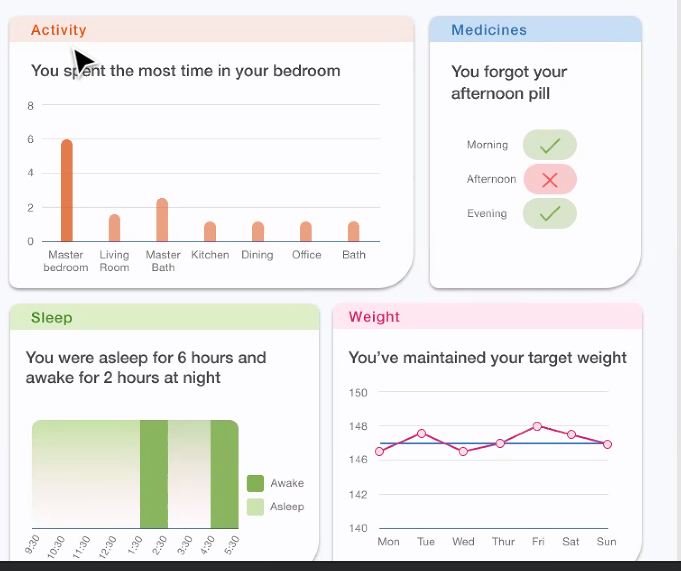 Activity
You spent the most time in your bedroom
8
6
4
2
0
Master bedroom
Living Room
Master Bath
Kitchen
Dining
Office
Bath
Medicines
You forgot your
afternoon pill
Morning
Afternoon
Evening
Sleep
You were asleep for 6 hours and
awake for 2 hours at night
Awake
Asleep
9:30
10:30
11:30
12:30
1:30
2:30
3:30
4:30
5:30
Weight
You've maintained your target weight
150
148
146
142
140
Mon
Tue
Wed
Thur
Fri
Sat
Sun